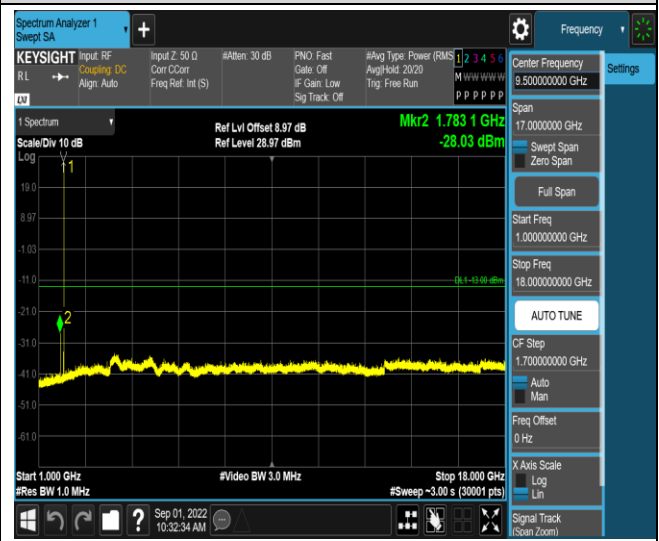 Spectrum Analyzer 1
Swept SA
+
Frequency
KEYSIGHT
RL
LXI
Input: RF
Coupling: DC
Align: Auto
Input Z: 50 Ω
Corr CCorr
Freq Ref: Int (S)
#Atten: 30 dB
PNO: Fast
Gate: Off
IF Gain: Low
Sig Track: Off
#Avg Type: Power (RMS
Avg|Hold: 20/20
Trig: Free Run
1 2 3 4 5 6
M W W W W W
P P P P P P
Center Frequency
9.500000000 GHz
Settings
1 Spectrum
Scale/Div 10 dB
Log
Ref Lvl Offset 8.97 dB
Ref Level 28.97 dBm
Mkr2 1.783 1 GHz
-28.03 dBm
1
19.0
8.97
-1.03
-11.0
DL1 -13.00 dBm
-21.0
2
-31.0
-41.0
-51.0
-61.0
Start 1.000 GHz
#Res BW 1.0 MHz
#Video BW 3.0 MHz
Stop 18.000 GHz
#Sweep ~3.00 s (30001 pts)
Span
17.0000000 GHz
Swept Span
Zero Span
Full Span
Start Freq
1.000000000 GHz
Stop Freq
18.000000000 GHz
AUTO TUNE
CF Step
1.700000000 GHz
Auto
Man
Freq Offset
0 Hz
X Axis Scale
Log
Lin
Signal Track
(Span Zoom)
?
Sep 01, 2022
10:32:34 AM